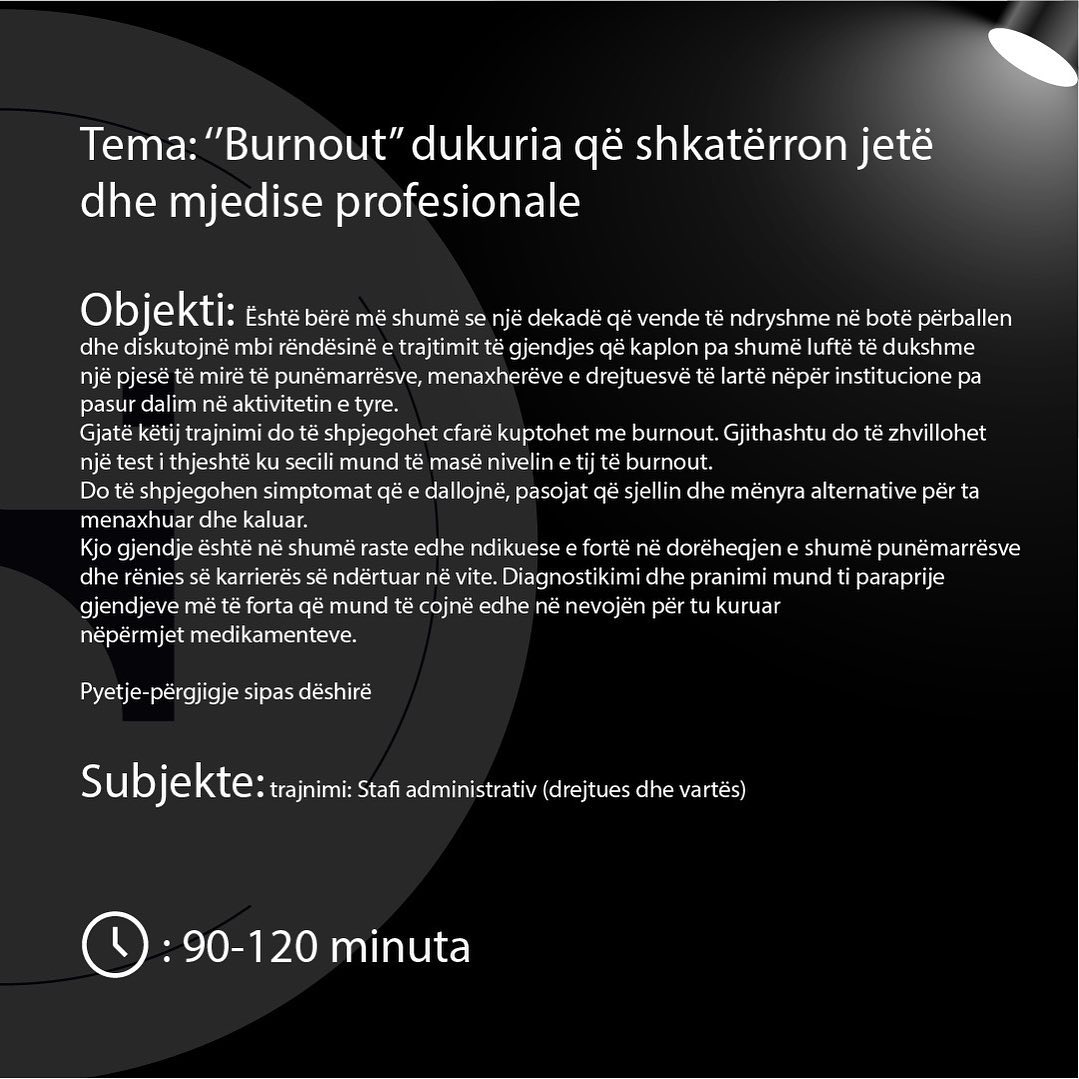 Tema: ‘’Burnout” dukuria që shkatërron jetë
dhe mjedise profesionale
Objekti: Është bërë më shumë se një dekadë që vende të ndryshme në botë përballen
dhe diskutojnë mbi rëndësinë e trajtimit të gjendjes që kaplon pa shumë luftë të dukshme
një pjesë të mirë të punëmarrësve, menaxherëve e drejtuesvë të lartë nëpër institucione pa
pasur dalim në aktivitetin e tyre.
Gjatë këtij trajnimi do të shpjegohet cfarë kuptohet me burnout. Gjithashtu do të zhvillohet
një test i thjeshtë ku secili mund të masë nivelin e tij të burnout.
Do të shpjegohen simptomat që e dallojnë, pasojat që sjellin dhe mënyra alternative për ta
menaxhuar dhe kaluar.
Kjo gjendje është në shumë raste edhe ndikuese e fortë në dorëheqjen e shumë punëmarrësve
dhe rënies së karrierës së ndërtuar në vite. Diagnostikimi dhe pranimi mund ti paraprije
gjendjeve më të forta që mund të cojnë edhe në nevojën për tu kuruar
nëpërmjet medikamenteve.
Pyetje-përgjigje sipas dëshirë
Subjekte: trajnimi: Stafi administrativ (drejtues dhe vartës)
: 90-120 minuta